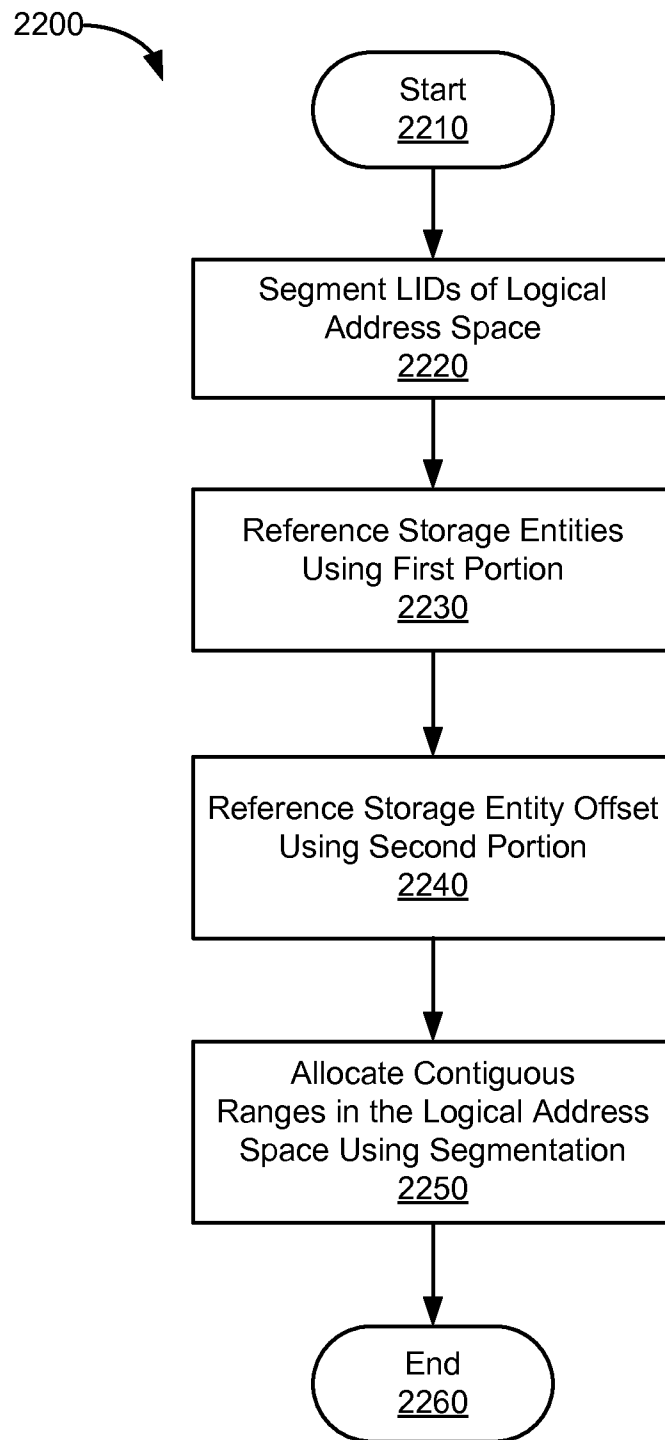 2200
Start
2210
Segment LIDs of Logical
Address Space
2220
Reference Storage Entities
Using First Portion
2230
Reference Storage Entity Offset
Using Second Portion
2240
Allocate Contiguous
Ranges in the Logical Address
Space Using Segmentation
2250
End
2260